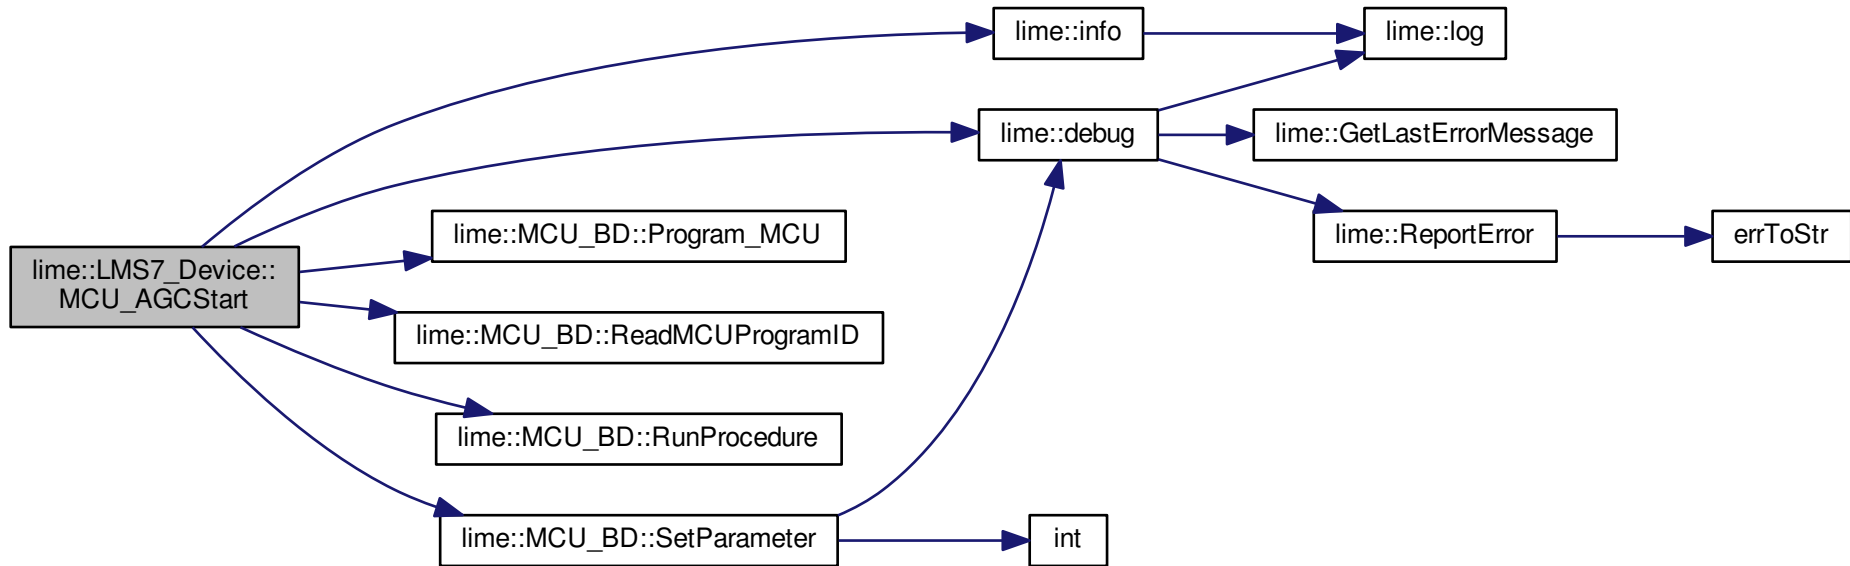 lime::info
lime::log
lime::debug
lime::GetLastErrorMessage
lime::MCU_BD::Program_MCU
lime::ReportError
errToStr
lime::LMS7_Device::
MCU_AGCStart
lime::MCU_BD::ReadMCUProgramID
lime::MCU_BD::RunProcedure
lime::MCU_BD::SetParameter
int